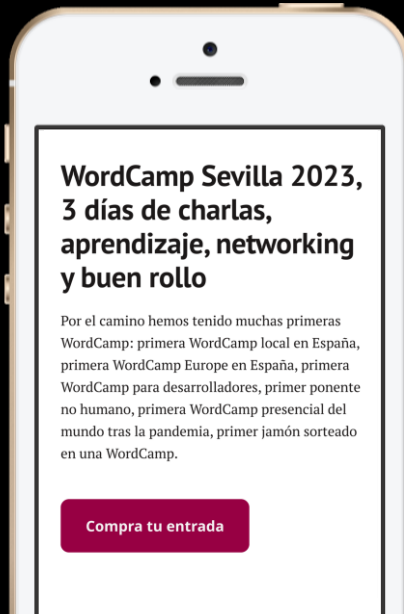 WordCamp Sevilla 2023,
3 días de charlas,
aprendizaje, networking
y buen rollo
Por el camino hemos tenido muchas primeras
WordCamp: primera WordCamp local en España,
primera WordCamp Europe en España, primera
WordCamp para desarrolladores, primer ponente
no humano, primera WordCamp presencial del
mundo tras la pandemia, primer jamón sorteado
en una WordCamp.
Compra tu entrada